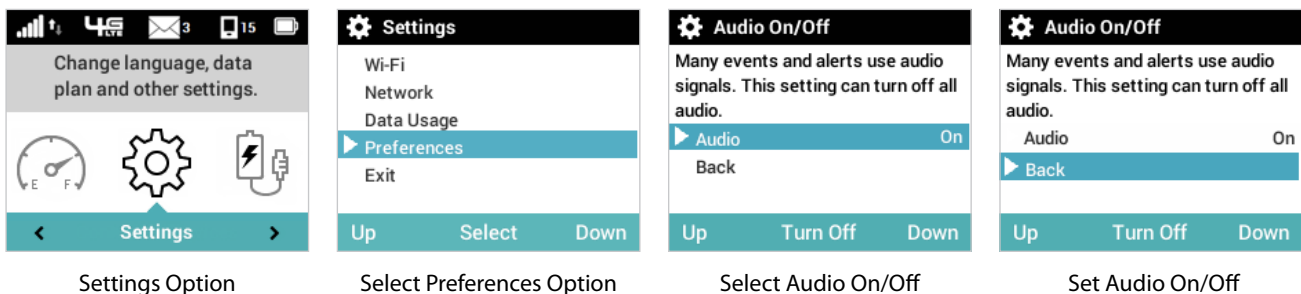 4G LTE 3 15
Change language, data
plan and other settings.
E F
< Settings >
Settings Option
Settings
Wi-Fi
Network
Data Usage
Preferences
Exit
Up Select Down
Select Preferences Option
Audio On/Off
Many events and alerts use audio
signals. This setting can turn off all
audio.
Audio On
Back
Up Turn Off Down
Select Audio On/Off
Audio On/Off
Many events and alerts use audio
signals. This setting can turn off all
audio.
Audio On
Back
Up Turn Off Down
Set Audio On/Off